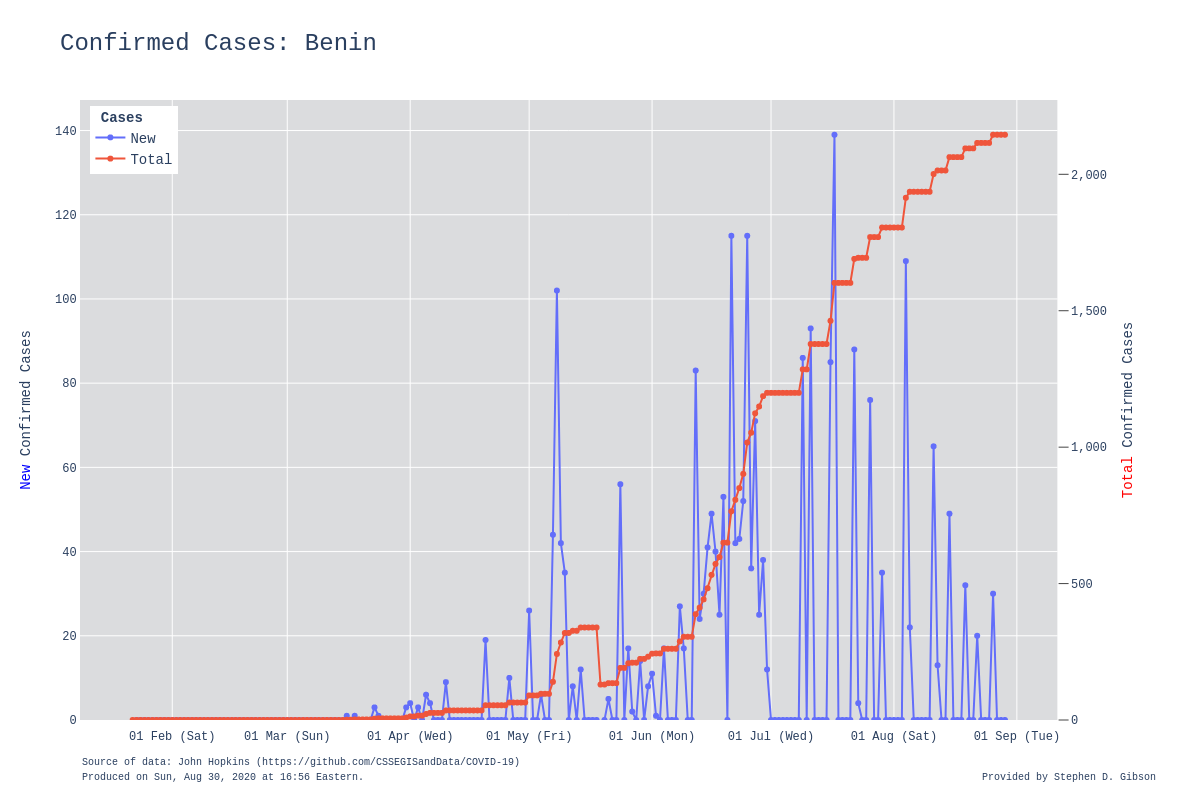 Confirmed Cases: Benin
Cases
New
Total
140
120
100
80
60
40
20
0
2,000
1,500
1,000
500
0
New Confirmed Cases
Total Confirmed Cases
01 Feb (Sat) 01 Mar (Sun) 01 Apr (Wed) 01 May (Fri) 01 Jun (Mon) 01 Jul (Wed) 01 Aug (Sat) 01 Sep (Tue)
Source of data: John Hopkins (https://github.com/CSSEGISandData/COVID-19)
Produced on Sun, Aug 30, 2020 at 16:56 Eastern.
Provided by Stephen D. Gibson